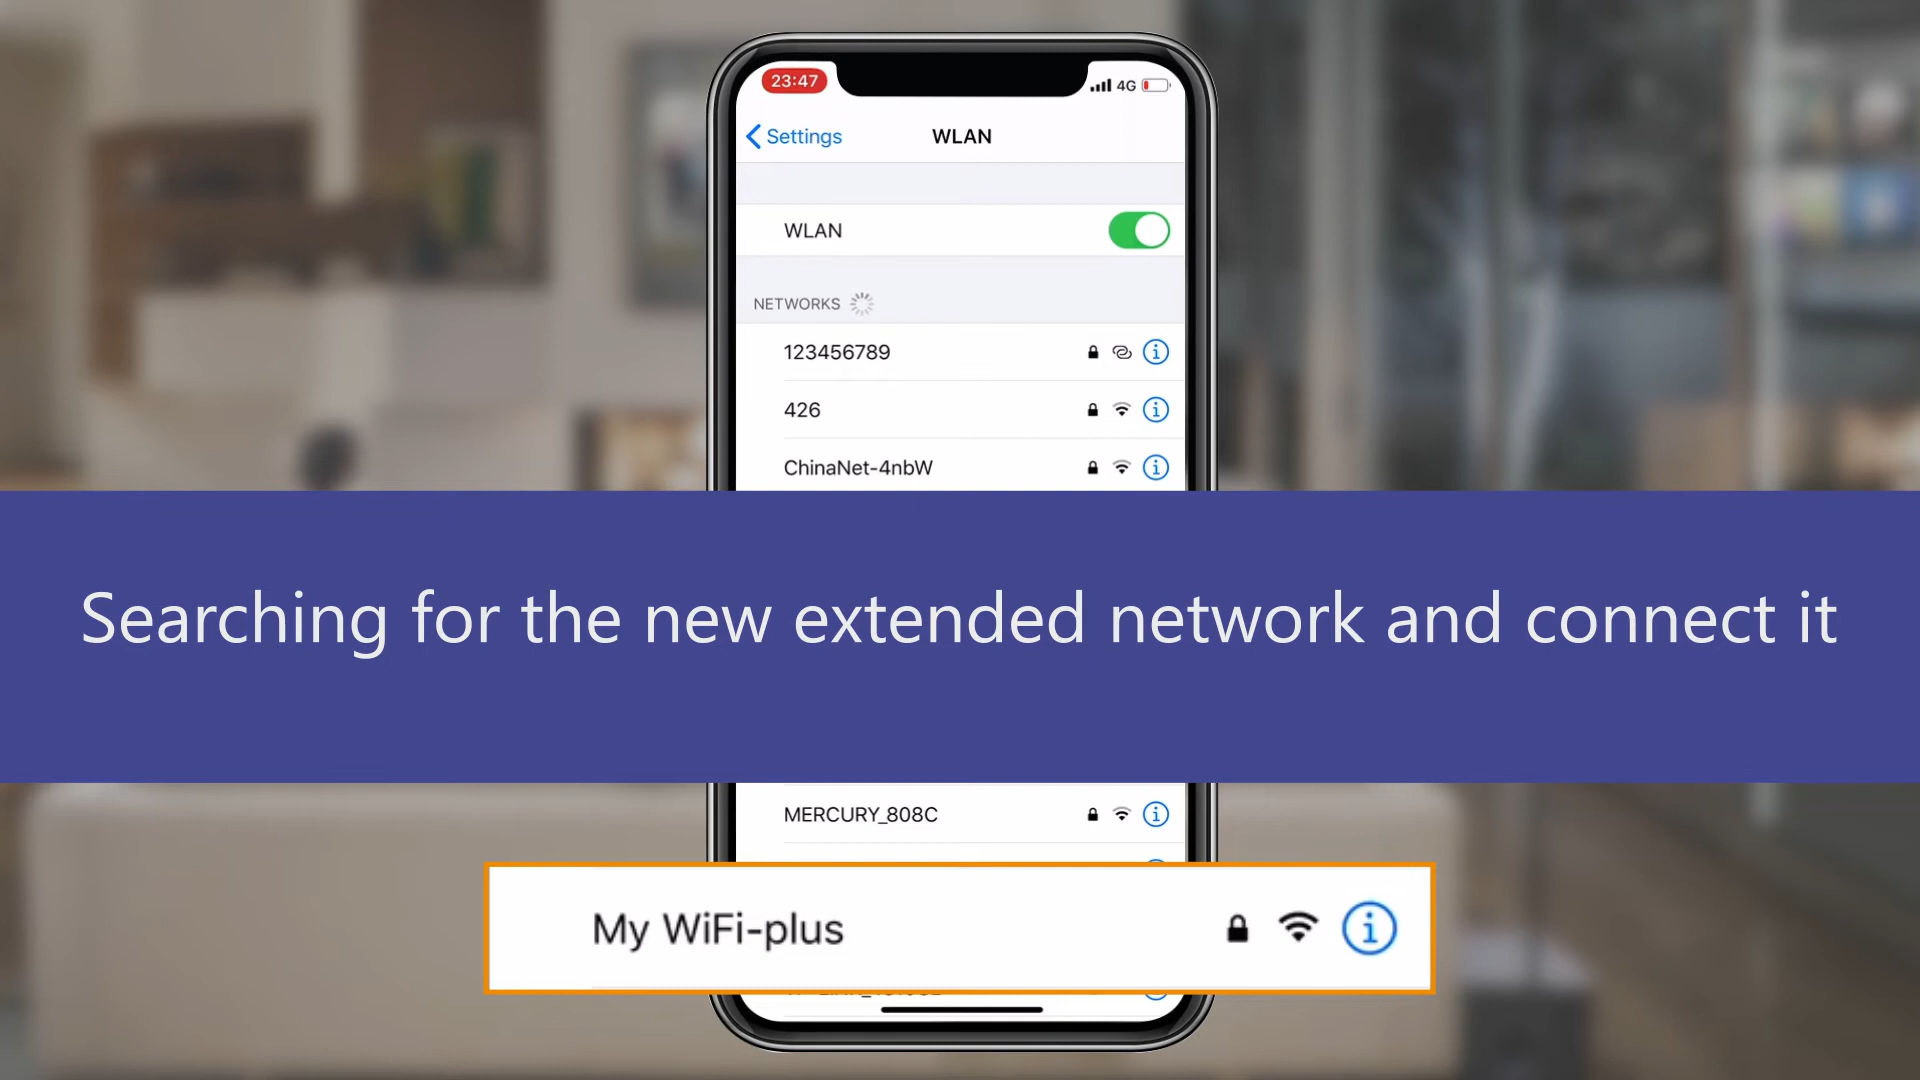 23:47
4G
Settings
WLAN
WLAN
NETWORKS
123456789
426
ChinaNet-4nbW
Searching for the new extended network and connect it
MERCURY_808C
My WiFi-plus